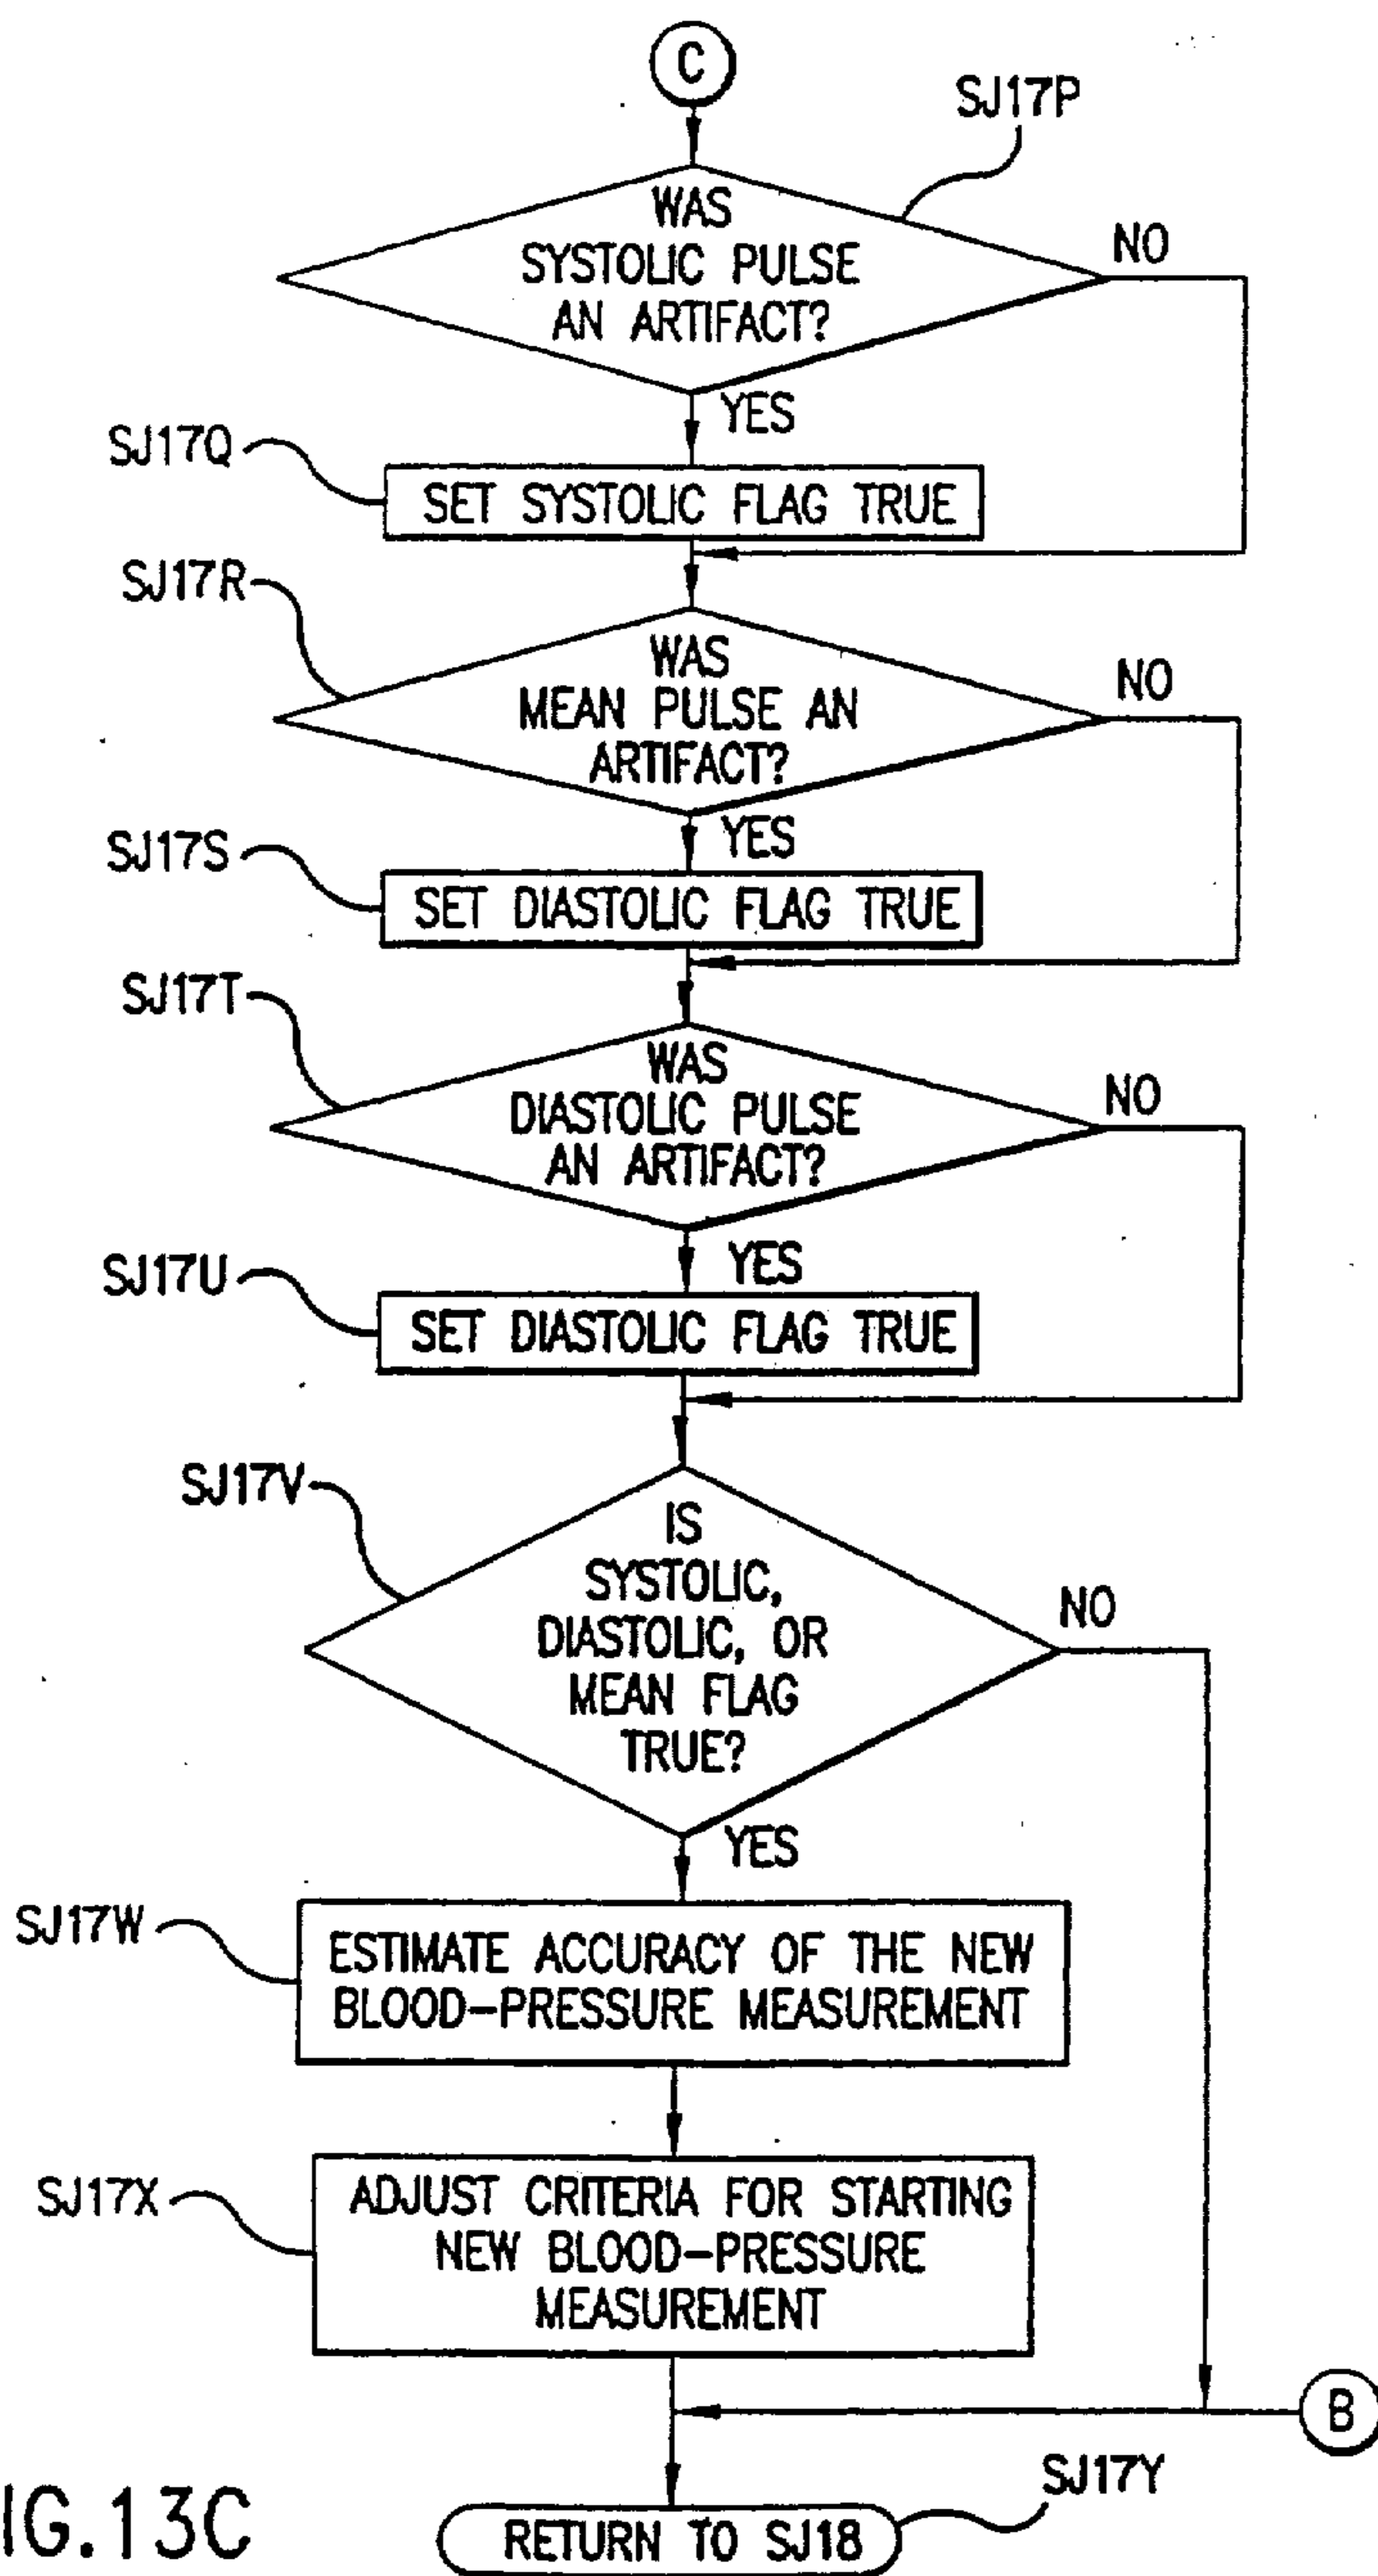 C
SJ17P
WAS
SYSTOLIC PULSE
AN ARTIFACT?
NO
YES
SJ17Q
SET SYSTOLIC FLAG TRUE
SJ17R
WAS
MEAN PULSE AN
ARTIFACT?
NO
YES
SJ17S
SET DIASTOLIC FLAG TRUE
SJ17T
WAS
DIASTOLIC PULSE
AN ARTIFACT?
NO
YES
SJ17U
SET DIASTOLIC FLAG TRUE
SJ17V
IS
SYSTOLIC,
DIASTOLIC, OR
MEAN FLAG
TRUE?
NO
YES
SJ17W
ESTIMATE ACCURACY OF THE NEW
BLOOD-PRESSURE MEASUREMENT
SJ17X
ADJUST CRITERIA FOR STARTING
NEW BLOOD-PRESSURE
MEASUREMENT
B
SJ17Y
RETURN TO SJ18
IG.13C